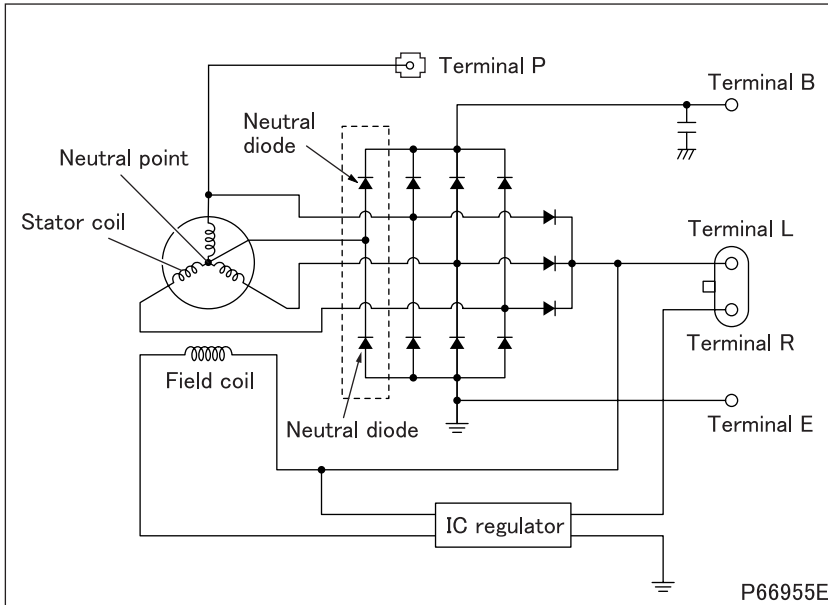 Terminal P
Terminal B
Neutral
diode
Neutral point
Stator coil
Terminal L
Terminal R
Field coil
Neutral diode
Terminal E
IC regulator
P66955E